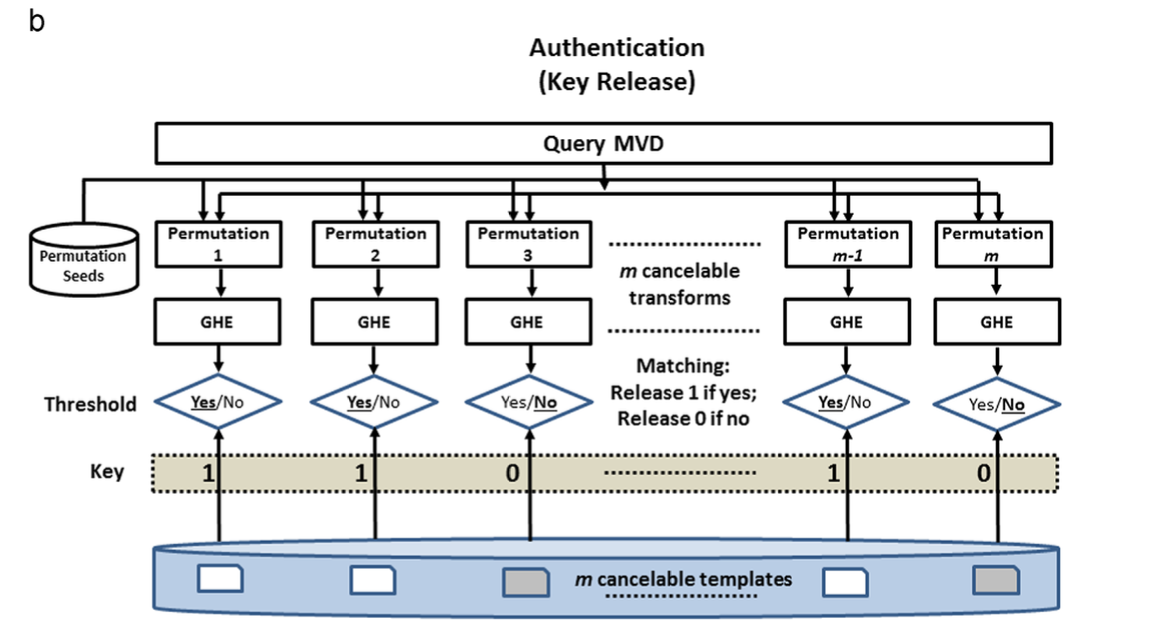 b
Authentication
(Key Release)
Query MVD
Permutation
Seeds
Permutation
1
Permutation
2
Permutation
3
Permutation
m-1
Permutation
m
m cancelable
transforms
GHE
GHE
GHE
GHE
GHE
Matching:
Release 1 if yes;
Release 0 if no
Threshold
Yes/No
Yes/No
Yes/No
Yes/No
Yes/No
Key
1
1
0
1
0
m cancelable templates